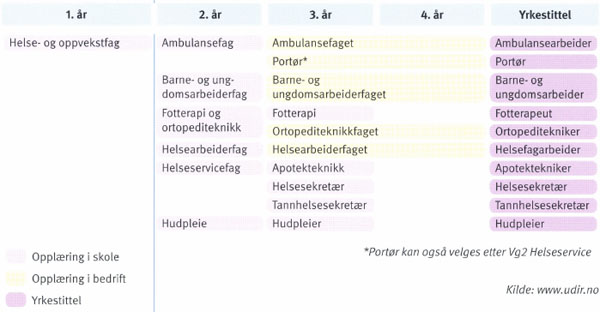 1. år 2. år 3. år 4. år Yrkestittel
Helse- og oppvekstfag Ambulansefag Ambulansefaget Ambulansearbeider
Portør* Portør
Barne- og ung- Barne- og Barne- og
domsarbeiderfag ungdomsarbeiderfaget ungdomsarbeider
Fotterapi og Fotterapi Fotterapeut
ortopediteknikk Ortopediteknikkfaget Ortopeditekniker
Helsearbeiderfag Helsearbeiderfaget Helsefagarbeider
Helseservicefag Apotekteknikk Apotektekniker
Helsesekretær Helsesekretær
Tannhelsesekretær Tannhelsesekretær
Hudpleie Hudpleier Hudpleier
*Portør kan også velges etter Vg2 Helseservice
Opplæring i skole
Opplæring i bedrift
Yrkestittel
Kilde: www.udir.no